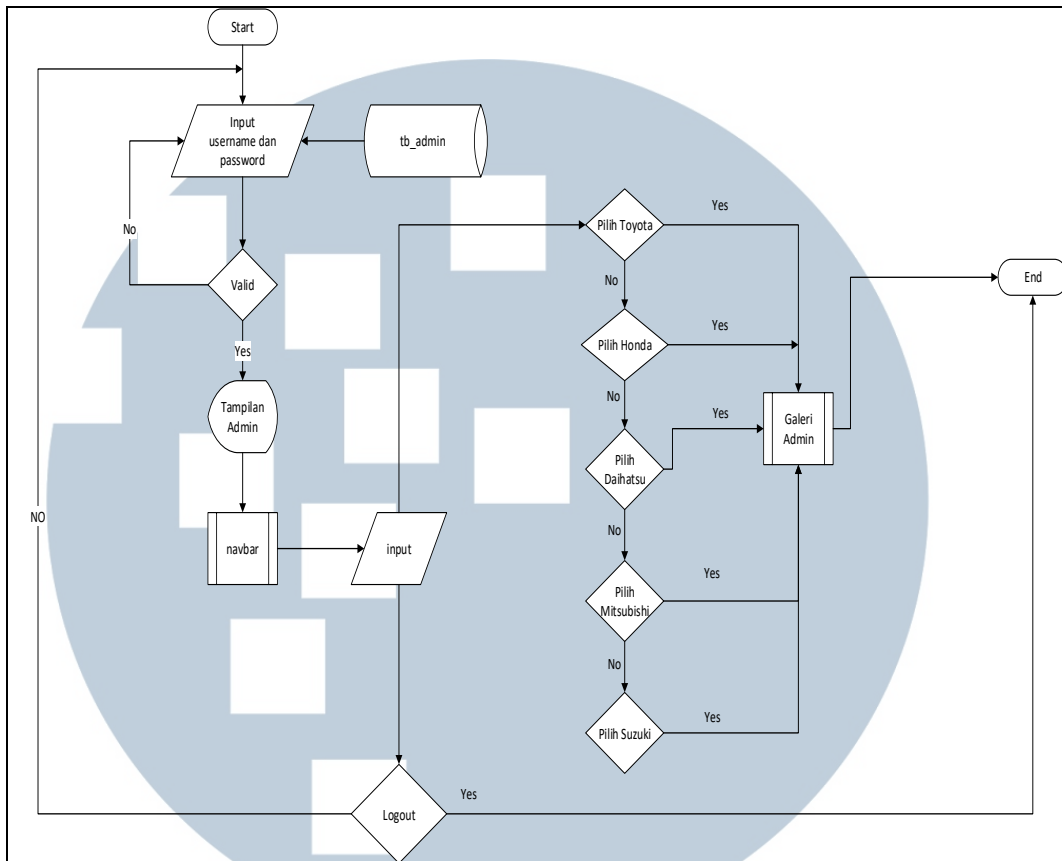 Start
Input
username dan
password
tb_admin
No
Valid
Yes
Tampilan
Admin
navbar
input
NO
Logout
Yes
Pilih Toyota
Yes
No
Pilih Honda
Yes
No
Pilih
Daihatsu
Yes
No
Pilih
Mitsubishi
Yes
No
Pilih Suzuki
Yes
Galeri
Admin
End